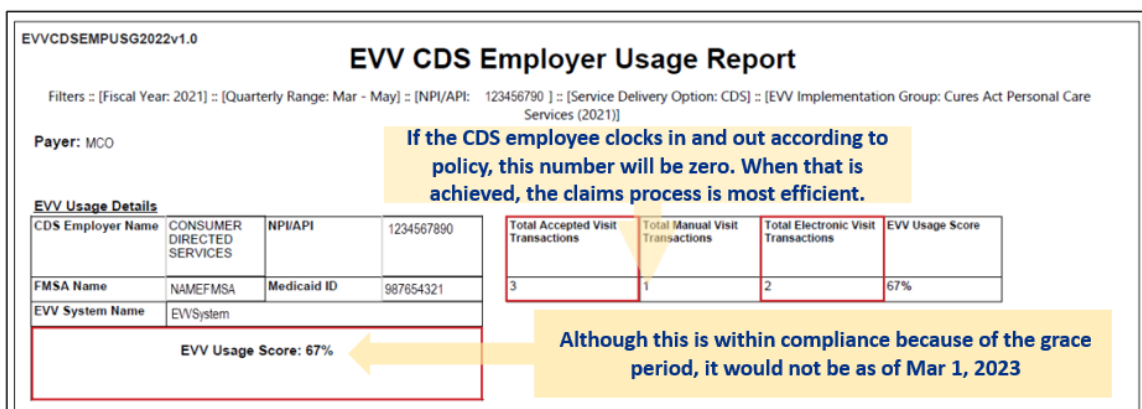 EVVCDSEMPUSG2022v1.0
EVV CDS Employer Usage Report
Filters :: [Fiscal Year: 2021] :: [Quarterly Range: Mar - May] :: [NPI/API: 123456790 ] :: [Service Delivery Option: CDS] :: [EVV Implementation Group: Cures Act Personal Care
Services (2021)]
Payer: MCO
If the CDS employee clocks in and out according to
policy, this number will be zero. When that is
achieved, the claims process is most efficient.
EVV Usage Details
CDS Employer Name CONSUMER DIRECTED SERVICES NPI/API 1234567890
FMSA Name NAMEFMSA Medicaid ID 987654321
EVV System Name EVVSystem
Total Accepted Visit Transactions Total Manual Visit Transactions Total Electronic Visit Transactions EVV Usage Score
3 1 2 67%
EVV Usage Score: 67%
Although this is within compliance because of the grace
period, it would not be as of Mar 1, 2023